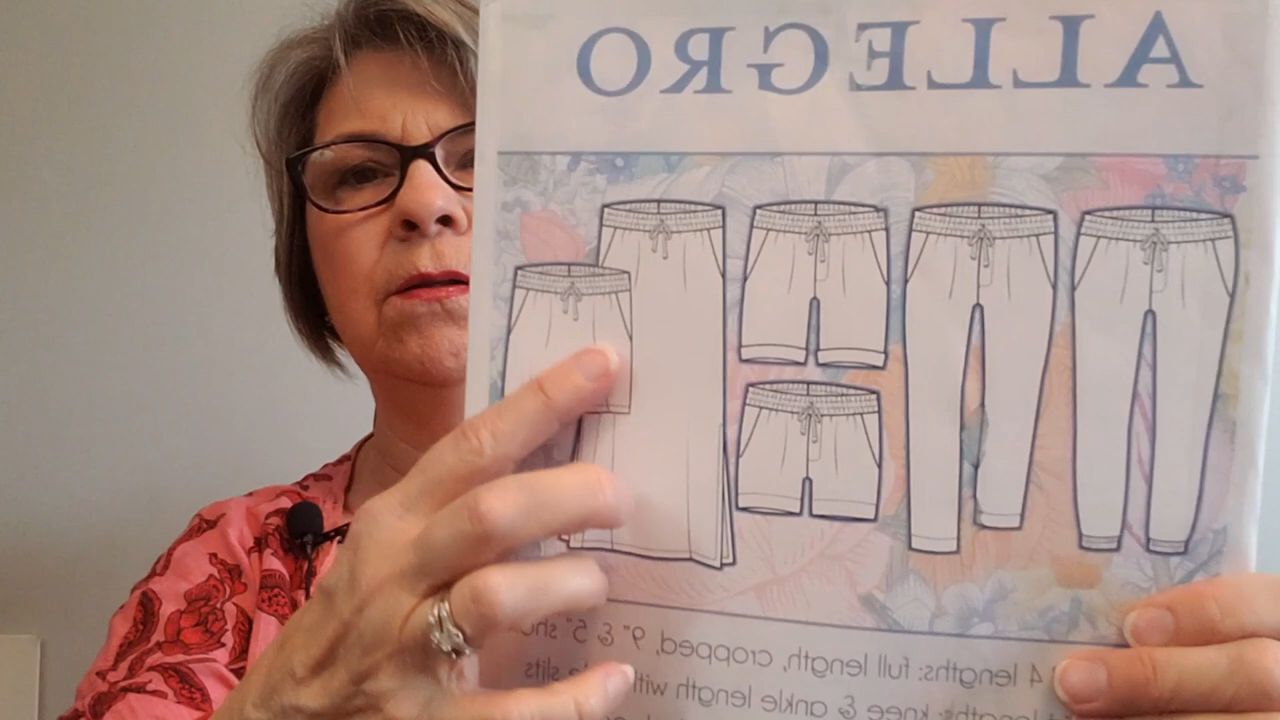 ALLEGRO
4 lengths: full length, cropped, 9" & 5"
lengths: knee & ankle length with slits